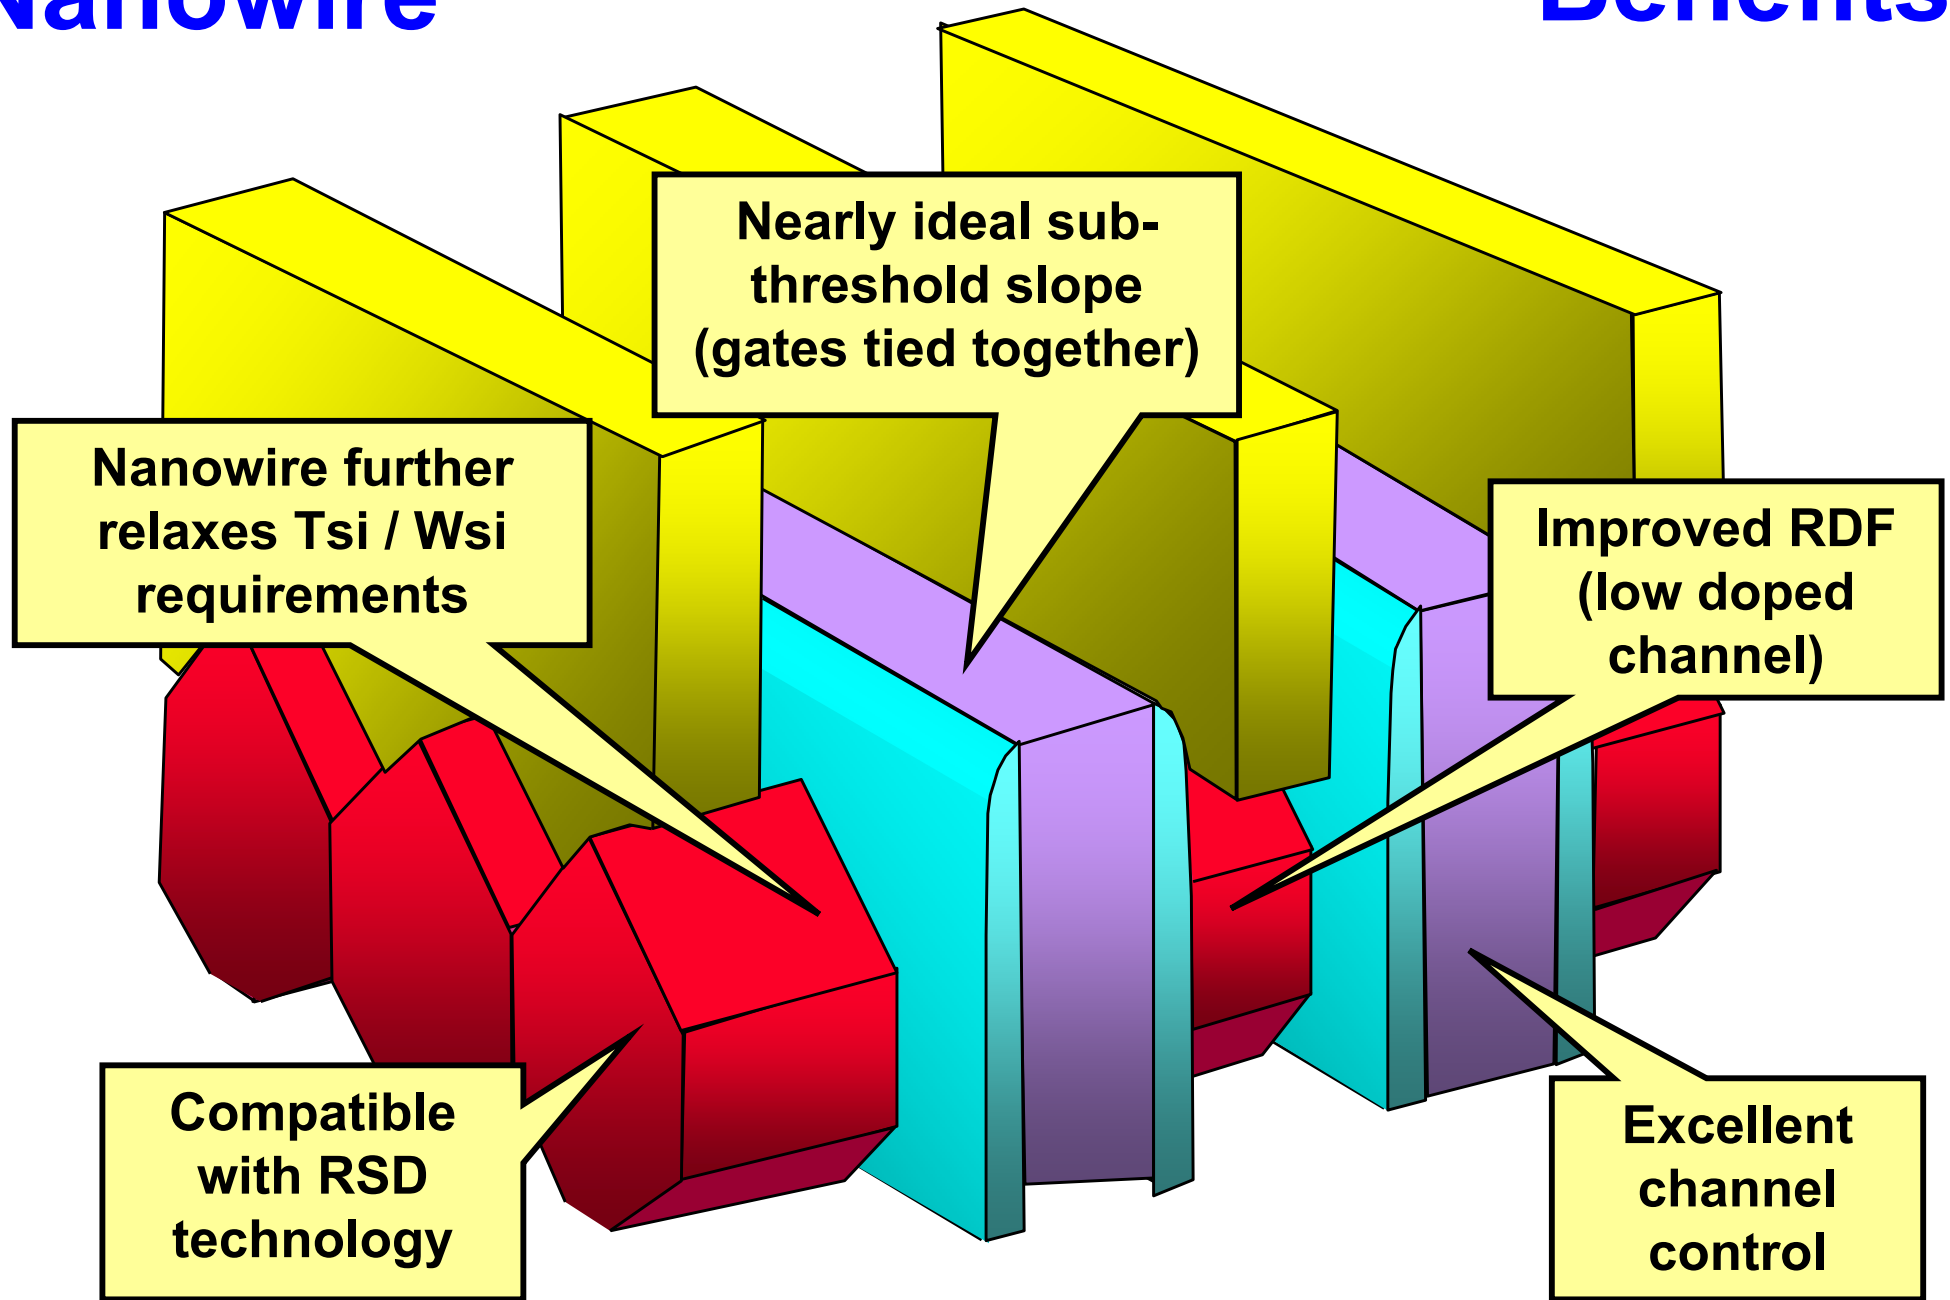 Nanowire
Benefits
Nearly ideal sub-
threshold slope
(gates tied together)
Nanowire further
relaxes Tsi / Wsi
requirements
Improved RDF
(low doped
channel)
Compatible
with RSD
technology
Excellent
channel
control